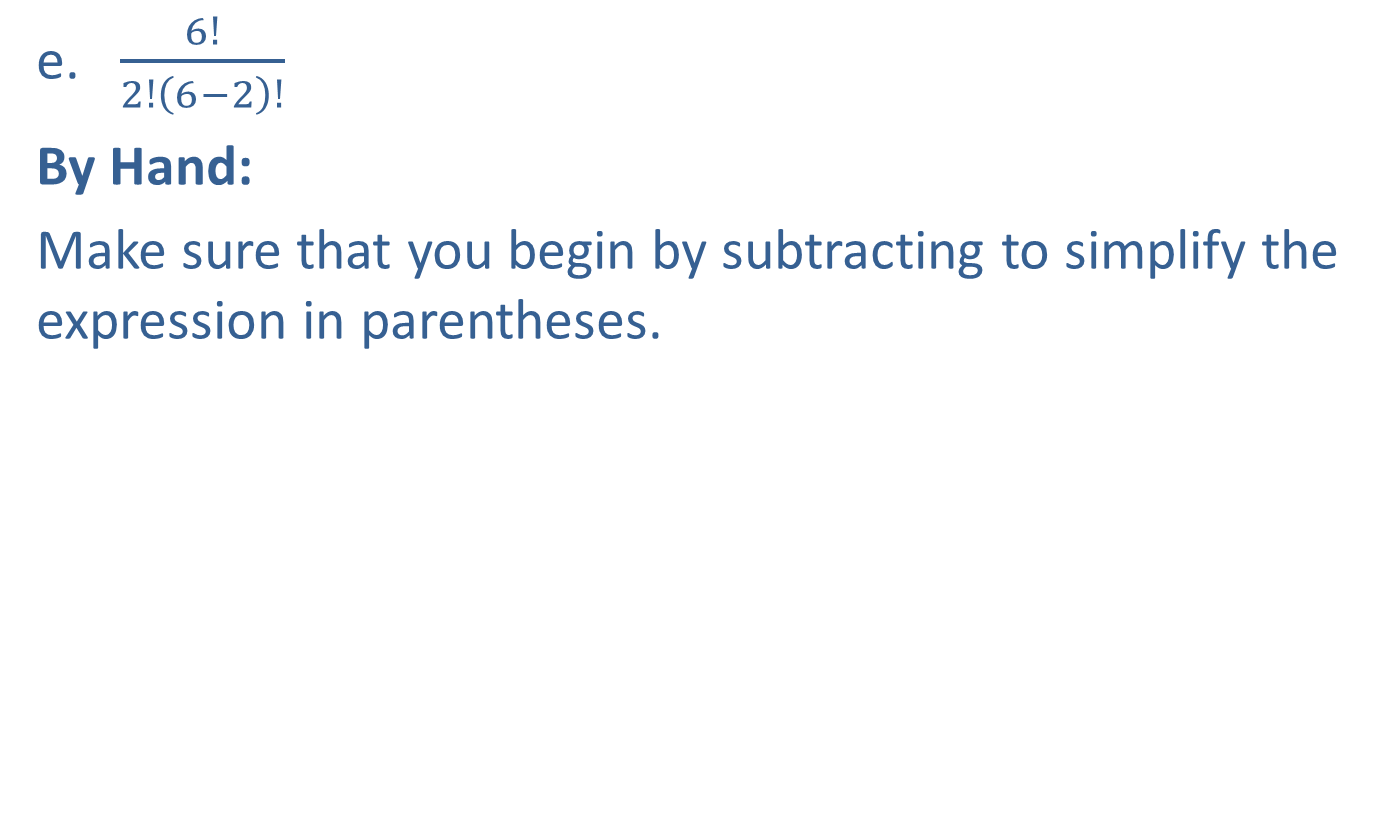 e. 6!/2!(6−2)!
By Hand:
Make sure that you begin by subtracting to simplify the
expression in parentheses.